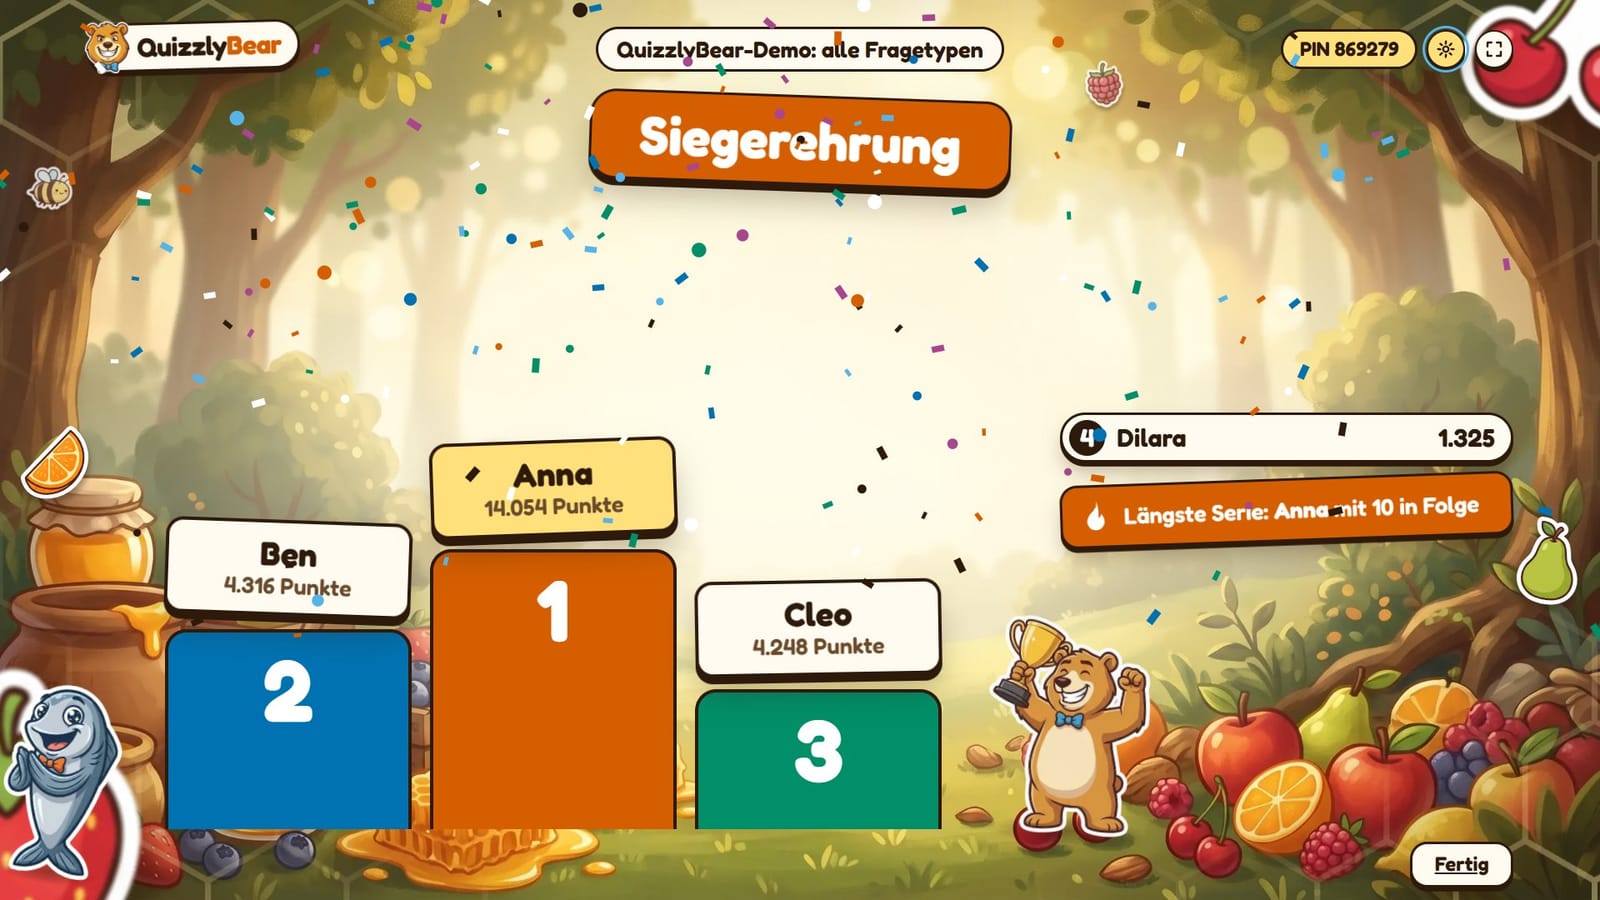 QuizzlyBear
QuizzlyBear-Demo: alle Fragetypen
PIN 869279
Siegerehrung
Anna
14.054 Punkte
Ben
4.316 Punkte
Cleo
4.248 Punkte
1
2
3
4 Dilara 1.325
Längste Serie: Anna mit 10 in Folge
Fertig